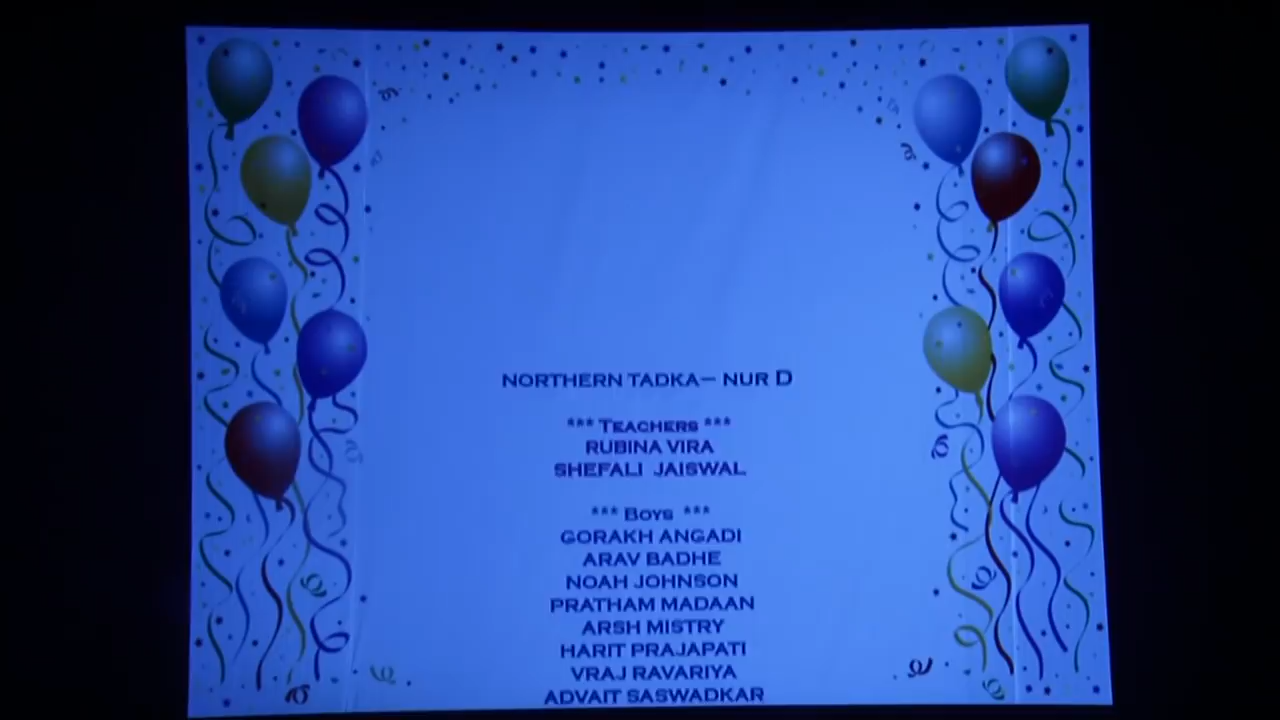 NORTHERN TADKA– NUR D
*** Teachers ***
RUBINA VIRA
SHEFALI JAISWAL
*** Boys ***
GORAKH ANGADI
ARAV BADHE
NOAH JOHNSON
PRATHAM MADAAN
ARSH MISTRY
HARIT PRAJAPATI
VRAJ RAVARIYA
ADVAIT SASWADKAR